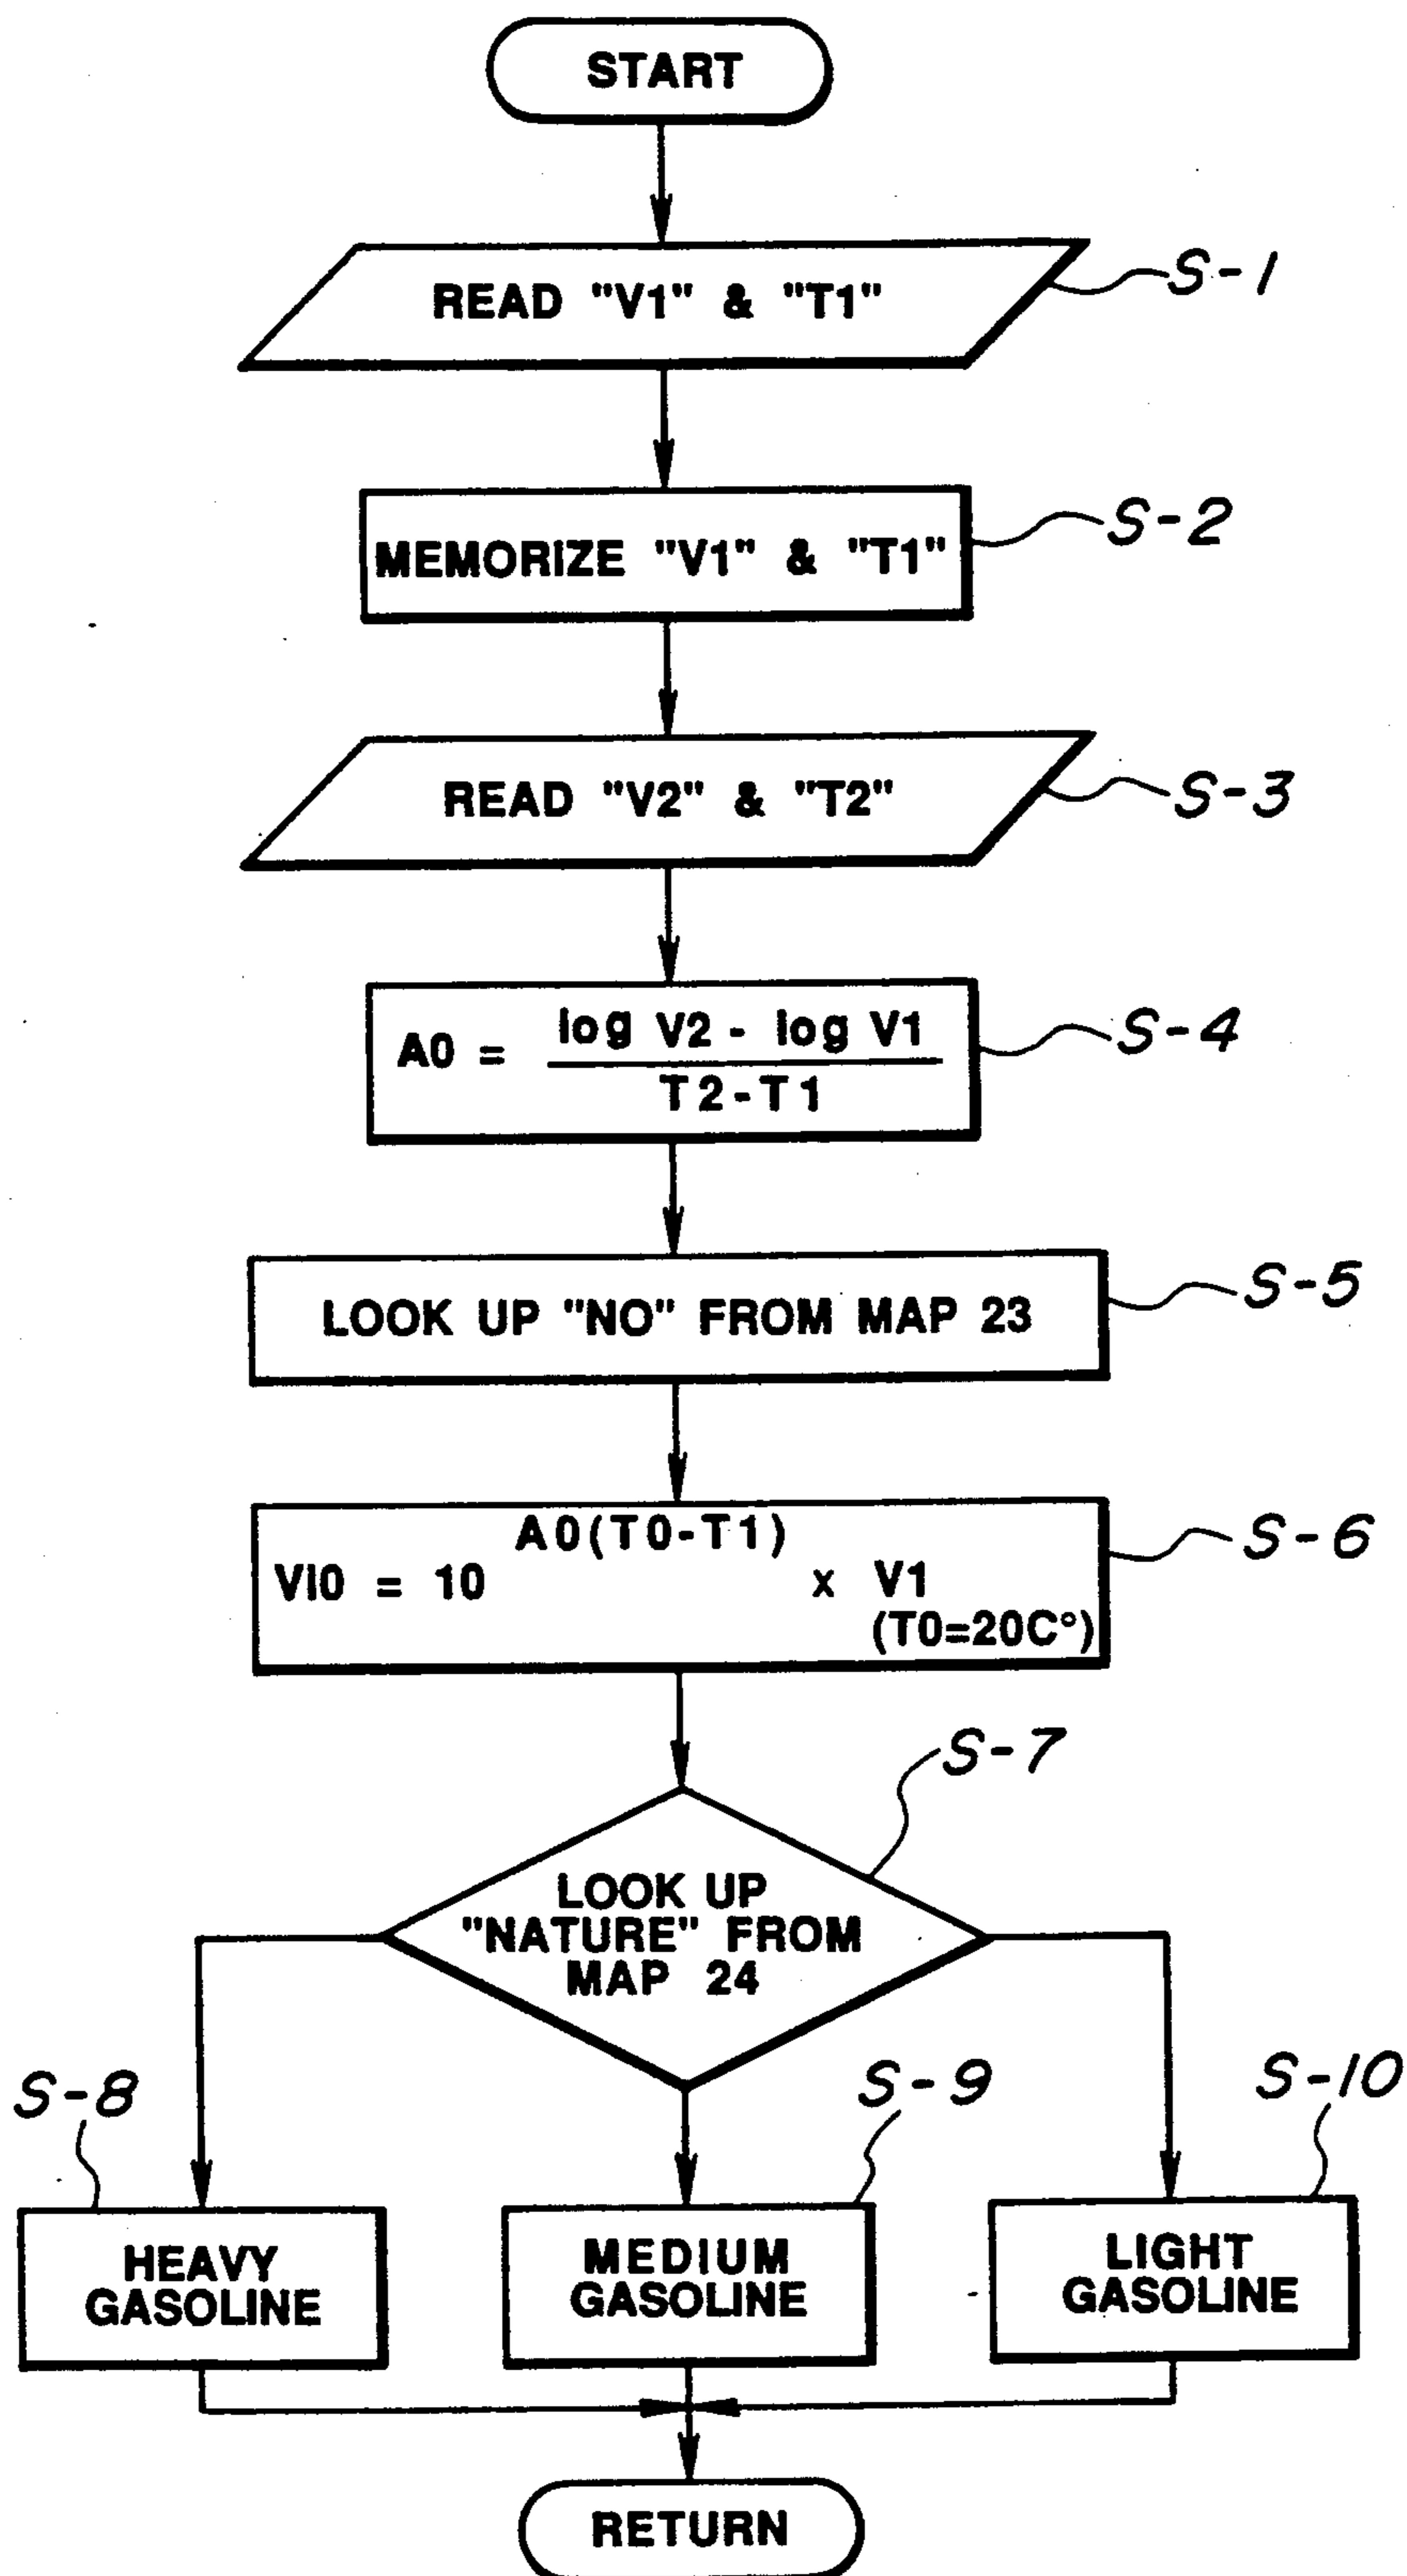 START
READ "V1" & "T1"
S-1
MEMORIZE "V1" & "T1"
S-2
READ "V2" & "T2"
S-3
log V2 - log V1
A0 =
T2-T1
S-4
LOOK UP "NO" FROM MAP 23
S-5
A0(T0-T1)
VI0 = 10 x V1
(T0=20C°)
S-6
S-7
LOOK UP
"NATURE" FROM
MAP 24
S-8
S-9
S-10
HEAVY
GASOLINE
MEDIUM
GASOLINE
LIGHT
GASOLINE
RETURN